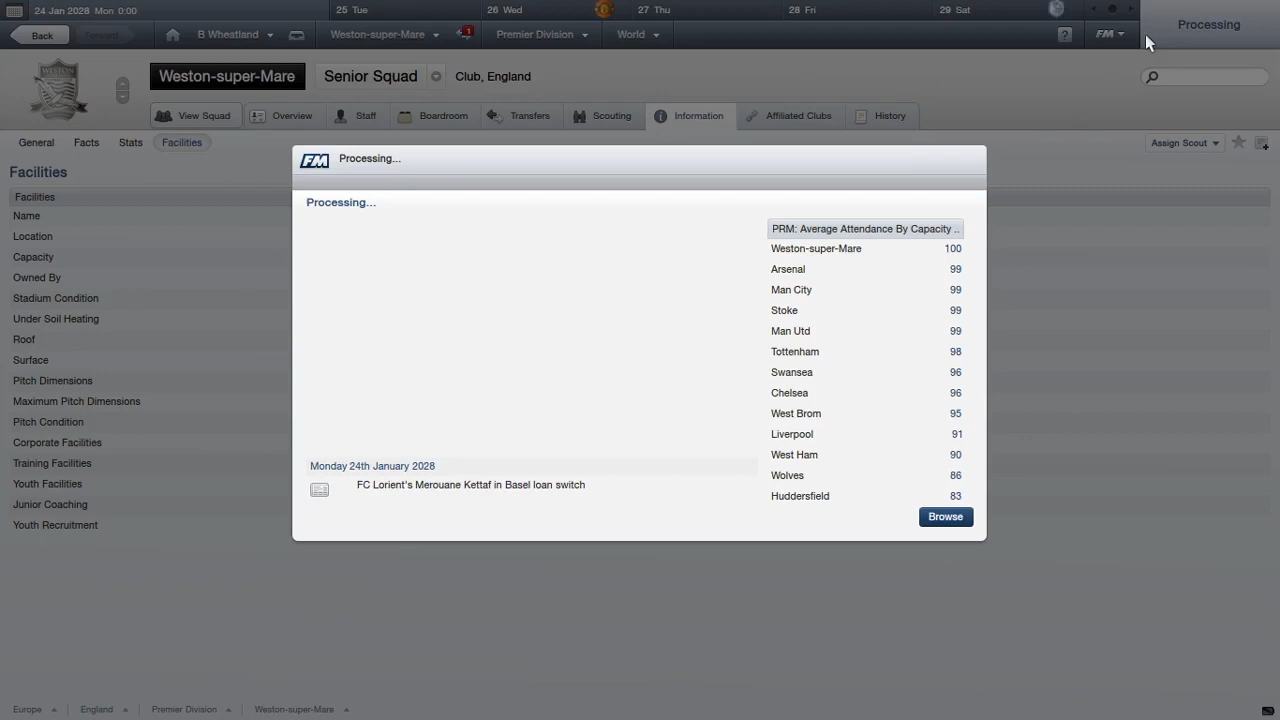 24 Jan 2028 Mon 0:00
25 Tue
26 Wed
27 Thu
28 Fri
29 Sat
Processing
Back
Forward
B Wheatland
Weston-super-Mare
1
Premier Division
World
?
FM
Weston-super-Mare
Senior Squad
Club, England
View Squad
Overview
Staff
Boardroom
Transfers
Scouting
Information
Affiliated Clubs
History
General
Facts
Stats
Facilities
Assign Scout
Facilities
Facilities
Name
Location
Capacity
Owned By
Stadium Condition
Under Soil Heating
Roof
Surface
Pitch Dimensions
Maximum Pitch Dimensions
Pitch Condition
Corporate Facilities
Training Facilities
Youth Facilities
Junior Coaching
Youth Recruitment
FM Processing...
Processing...
PRM: Average Attendance By Capacity ..
Weston-super-Mare 100
Arsenal 99
Man City 99
Stoke 99
Man Utd 99
Tottenham 98
Swansea 96
Chelsea 96
West Brom 95
Liverpool 91
West Ham 90
Wolves 86
Huddersfield 83
Monday 24th January 2028
FC Lorient's Merouane Kettaf in Basel loan switch
Browse
Europe
England
Premier Division
Weston-super-Mare